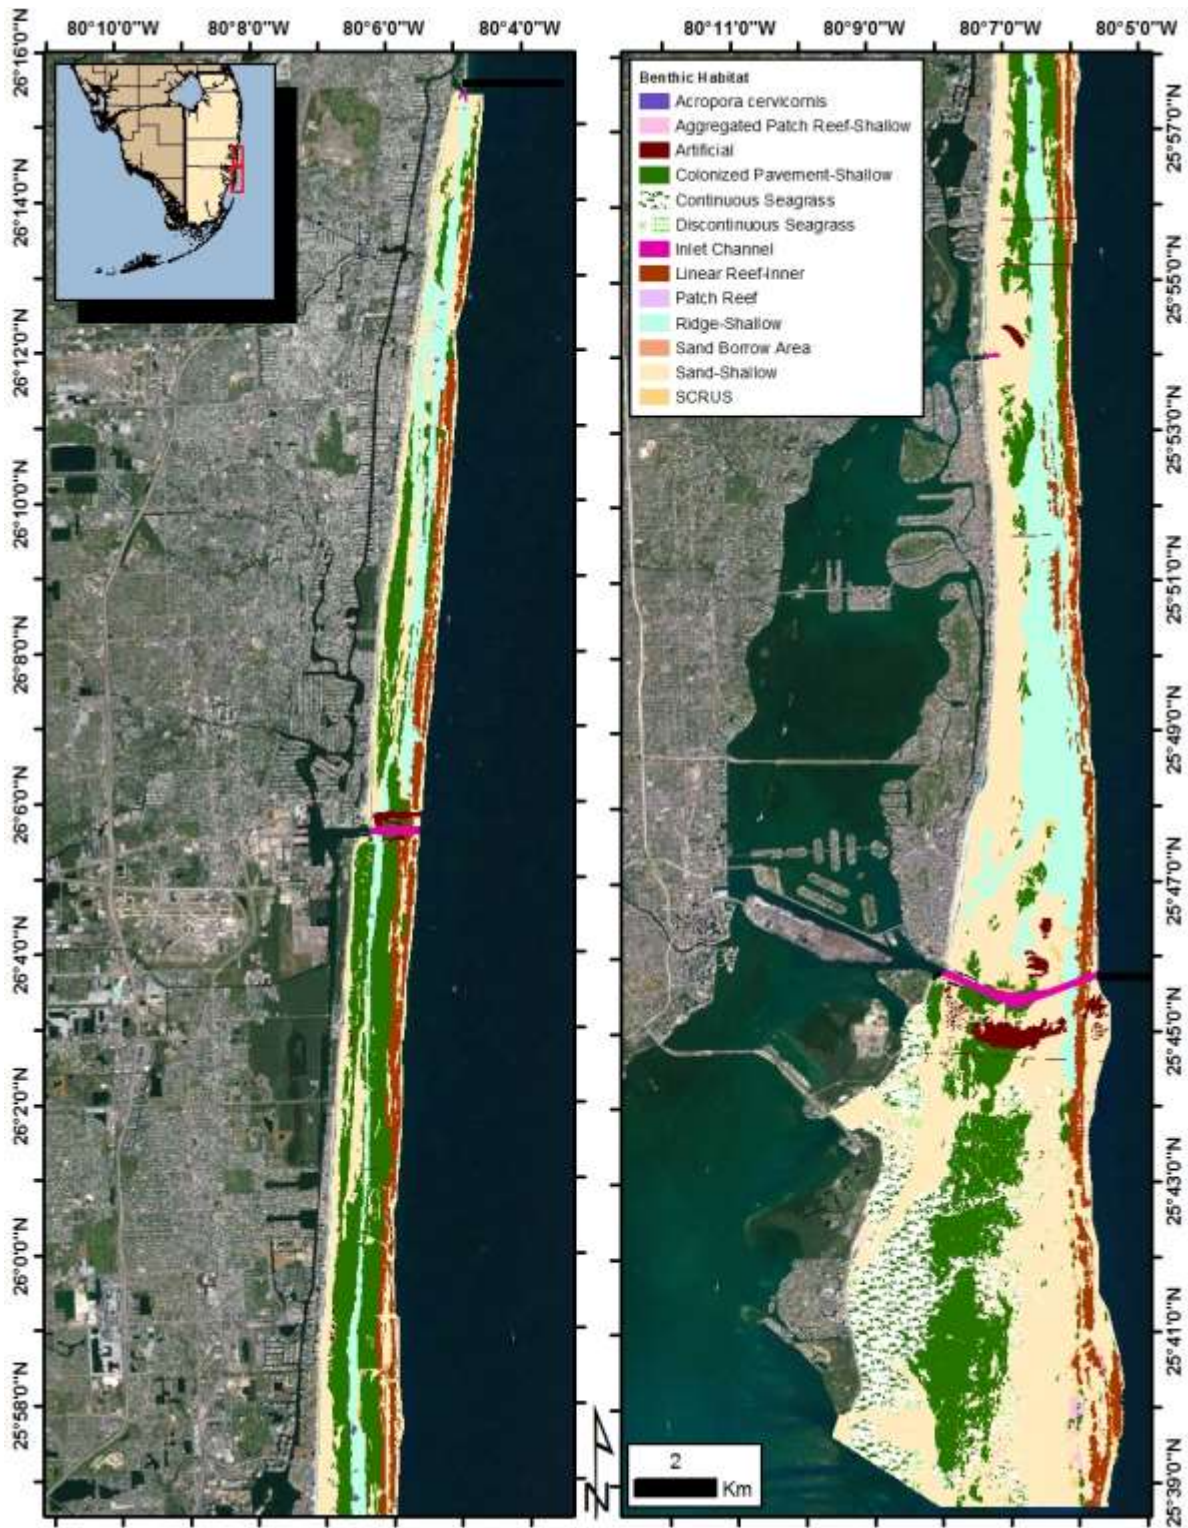 80°10'0"W 80°8'0"W 80°6'0"W 80°4'0"W
80°11'0"W 80°9'0"W 80°7'0"W 80°5'0"W
26°16'0"N
26°14'0"N
26°12'0"N
26°10'0"N
26°8'0"N
26°6'0"N
26°4'0"N
26°2'0"N
26°0'0"N
25°58'0"N
Benthic Habitat
Acropora cervicornis
Aggregated Patch Reef-Shallow
Artificial
Colonized Pavement-Shallow
Continuous Seagrass
Discontinuous Seagrass
Inlet Channel
Linear Reef-Inner
Patch Reef
Ridge-Shallow
Sand Borrow Area
Sand-Shallow
SCRUS
25°57'0"N
25°55'0"N
25°53'0"N
25°51'0"N
25°49'0"N
25°47'0"N
25°45'0"N
25°43'0"N
25°41'0"N
25°39'0"N
N
2
Km